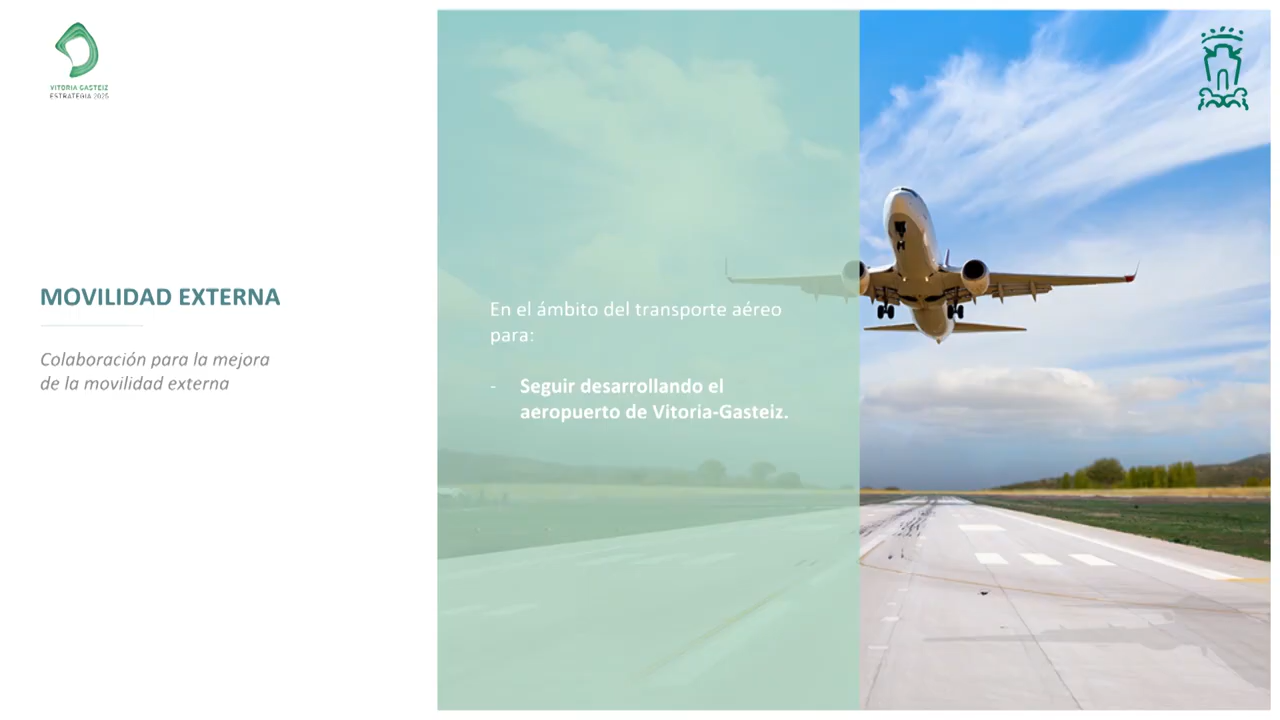 VITORIA GASTEIZ
ESTRATEGIA 2025
MOVILIDAD EXTERNA
Colaboración para la mejora
de la movilidad externa
En el ámbito del transporte aéreo
para:
- Seguir desarrollando el
aeropuerto de Vitoria-Gasteiz.